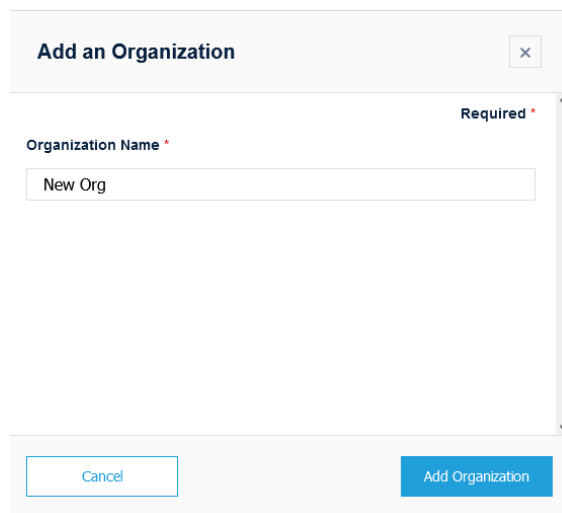 Add an Organization
×
Required *
Organization Name *
New Org
Cancel
Add Organization